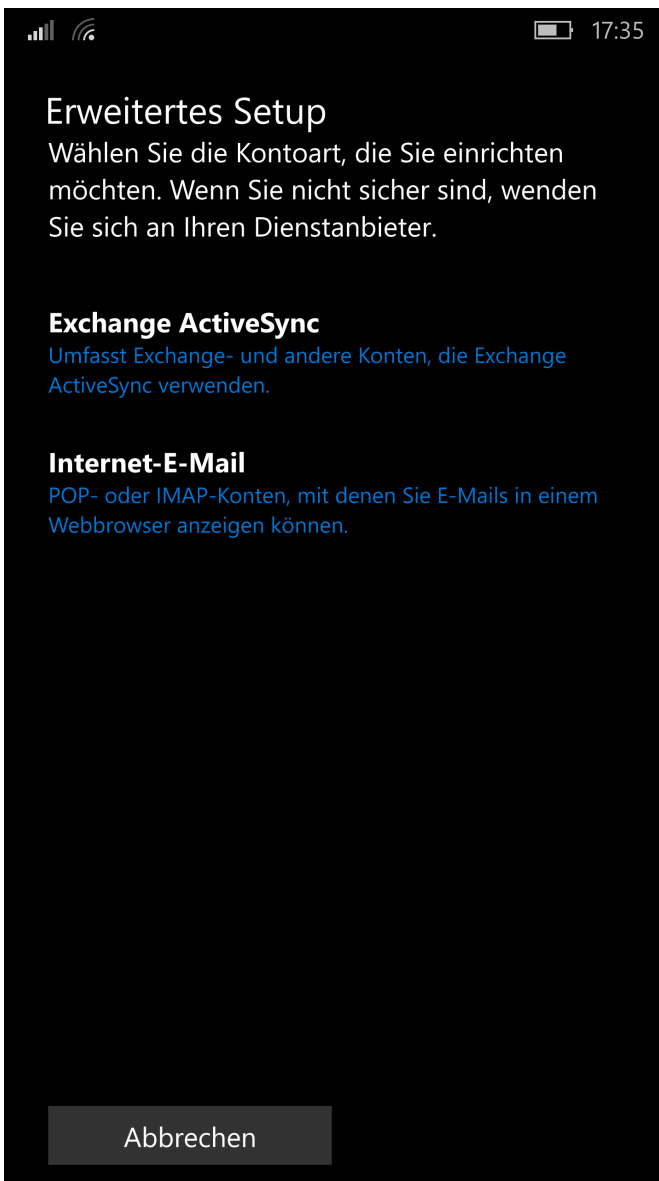 17:35
Erweitertes Setup
Wählen Sie die Kontoart, die Sie einrichten
möchten. Wenn Sie nicht sicher sind, wenden
Sie sich an Ihren Dienstanbieter.
Exchange ActiveSync
Umfasst Exchange- und andere Konten, die Exchange
ActiveSync verwenden.
Internet-E-Mail
POP- oder IMAP-Konten, mit denen Sie E-Mails in einem
Webbrowser anzeigen können.
Abbrechen